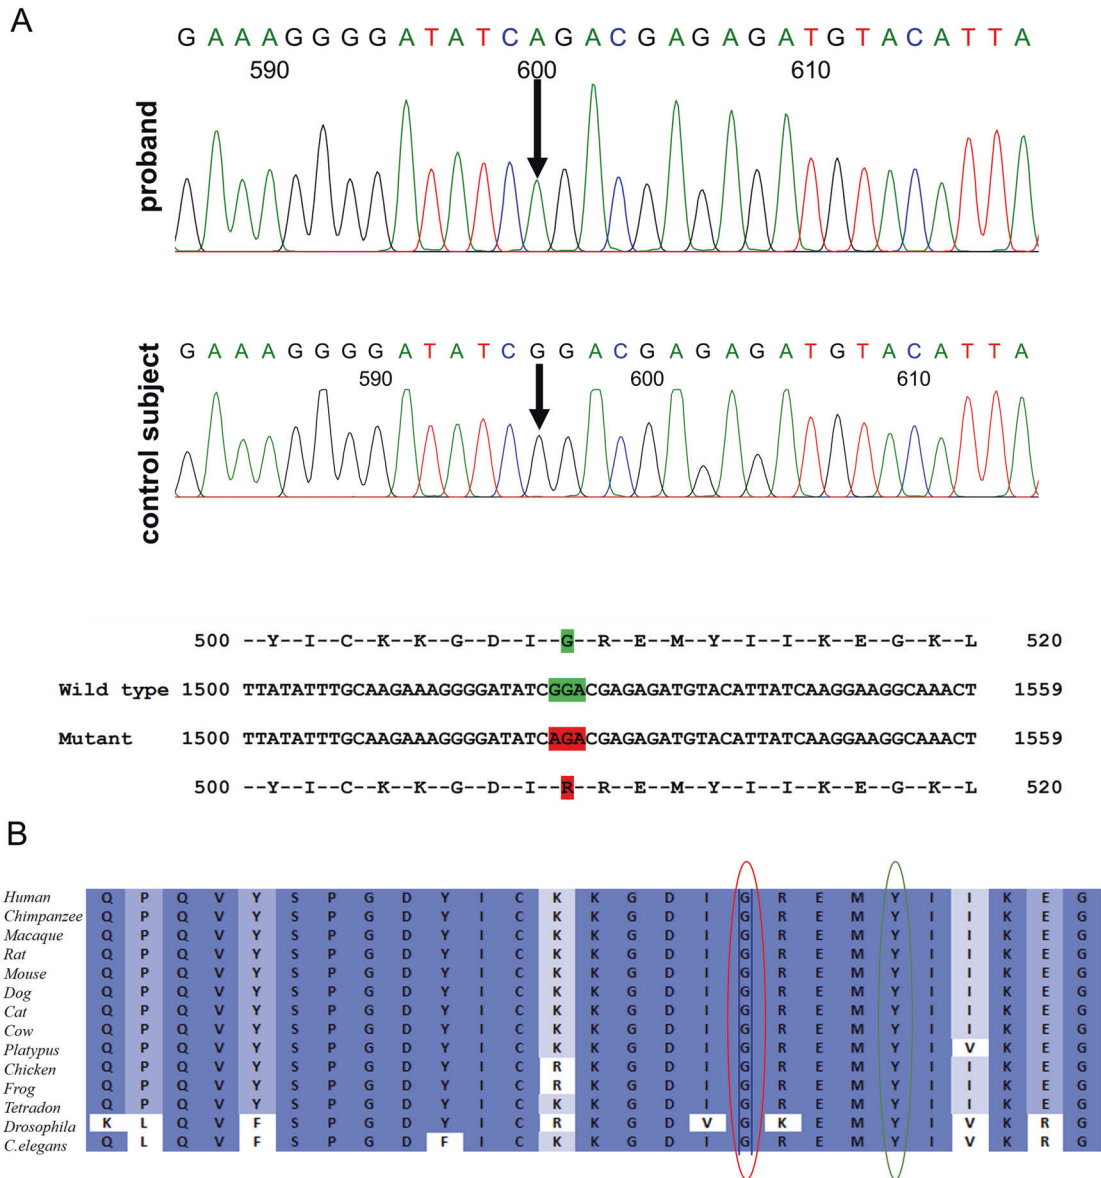 A
G A A A G G G G A T A T C A G A C G A G A G A T G T A C A T T A
590 600 610
proband
G A A A G G G G A T A T C G G A C G A G A G A T G T A C A T T A
590 600 610
control subject
500 --Y--I--C--K--K--G--D--I--G--R--E--M--Y--I--I--K--E--G--K--L 520
Wild type 1500 TTATATTTGCAAGAAAGGGGATATCGGACGAGAGATGTACATTATCAAGGAAGGCAAACT 1559
Mutant 1500 TTATATTTGCAAGAAAGGGGATATCAGACGAGAGATGTACATTATCAAGGAAGGCAAACT 1559
500 --Y--I--C--K--K--G--D--I--R--R--E--M--Y--I--I--K--E--G--K--L 520
B
Human Q P Q V Y S P G D Y I C K K G D I G R E M Y I I K E G
Chimpanzee Q P Q V Y S P G D Y I C K K G D I G R E M Y I I K E G
Macaque Q P Q V Y S P G D Y I C K K G D I G R E M Y I I K E G
Rat Q P Q V Y S P G D Y I C K K G D I G R E M Y I I K E G
Mouse Q P Q V Y S P G D Y I C K K G D I G R E M Y I I K E G
Dog Q P Q V Y S P G D Y I C K K G D I G R E M Y I I K E G
Cat Q P Q V Y S P G D Y I C K K G D I G R E M Y I I K E G
Cow Q P Q V Y S P G D Y I C K K G D I G R E M Y I I K E G
Platypus Q P Q V Y S P G D Y I C K K G D I G R E M Y I V K E G
Chicken Q P Q V Y S P G D Y I C R K G D I G R E M Y I I K E G
Frog Q P Q V Y S P G D Y I C R K G D I G R E M Y I I K E G
Tetradon Q P Q V Y S P G D Y I C K K G D I G R E M Y I I K E G
Drosophila K L Q V F S P G D Y I C R K G D V G K E M Y I V K R G
C.elegans Q L Q V F S P G D F I C K K G D I G R E M Y I V K R G